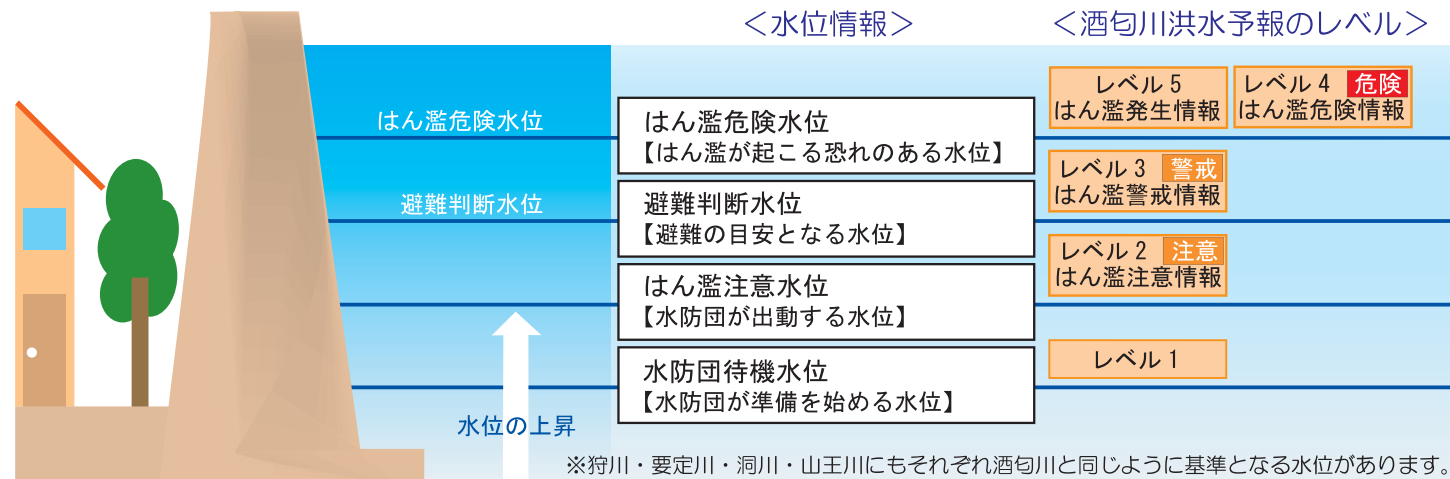 ＜水位情報＞
＜酒匂川洪水予報のレベル＞
はん濫危険水位
避難判断水位
水位の上昇
はん濫危険水位
【はん濫が起こる恐れのある水位】
避難判断水位
【避難の目安となる水位】
はん濫注意水位
【水防団が出動する水位】
水防団待機水位
【水防団が準備を始める水位】
レベル５
はん濫発生情報
レベル４ 危険
はん濫危険情報
レベル３ 警戒
はん濫警戒情報
レベル２ 注意
はん濫注意情報
レベル１
※狩川・要定川・洞川・山王川にもそれぞれ酒匂川と同じように基準となる水位があります。